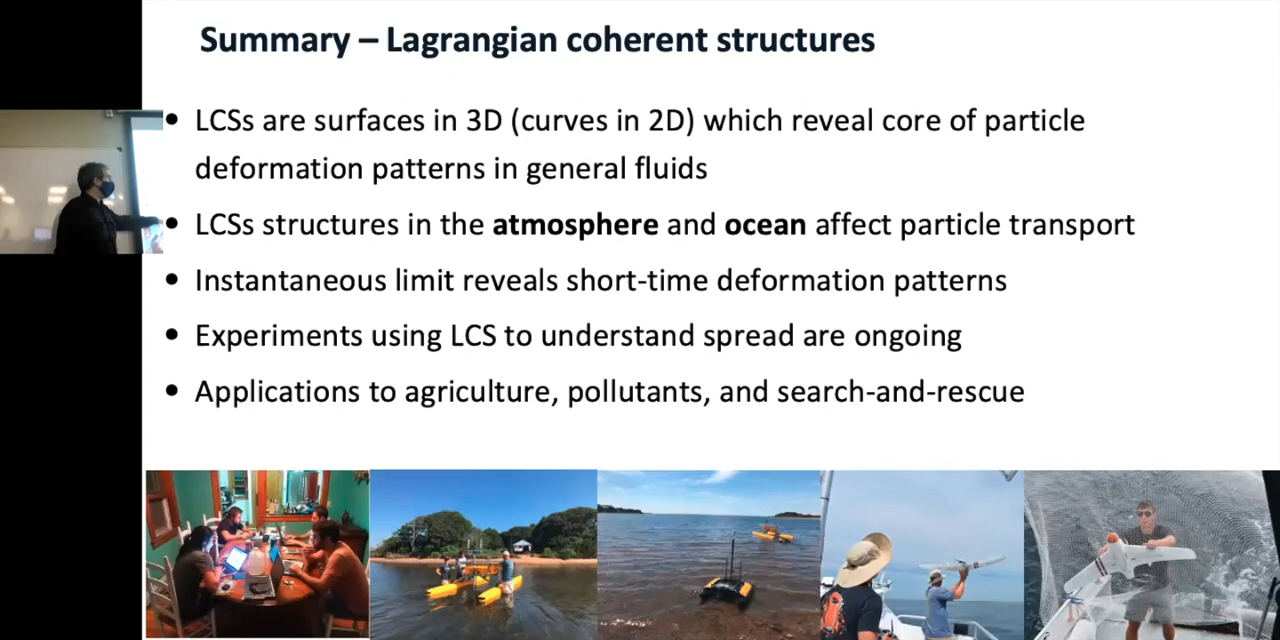 Summary – Lagrangian coherent structures
• LCSs are surfaces in 3D (curves in 2D) which reveal core of particle
deformation patterns in general fluids
• LCSs structures in the atmosphere and ocean affect particle transport
• Instantaneous limit reveals short-time deformation patterns
• Experiments using LCS to understand spread are ongoing
• Applications to agriculture, pollutants, and search-and-rescue